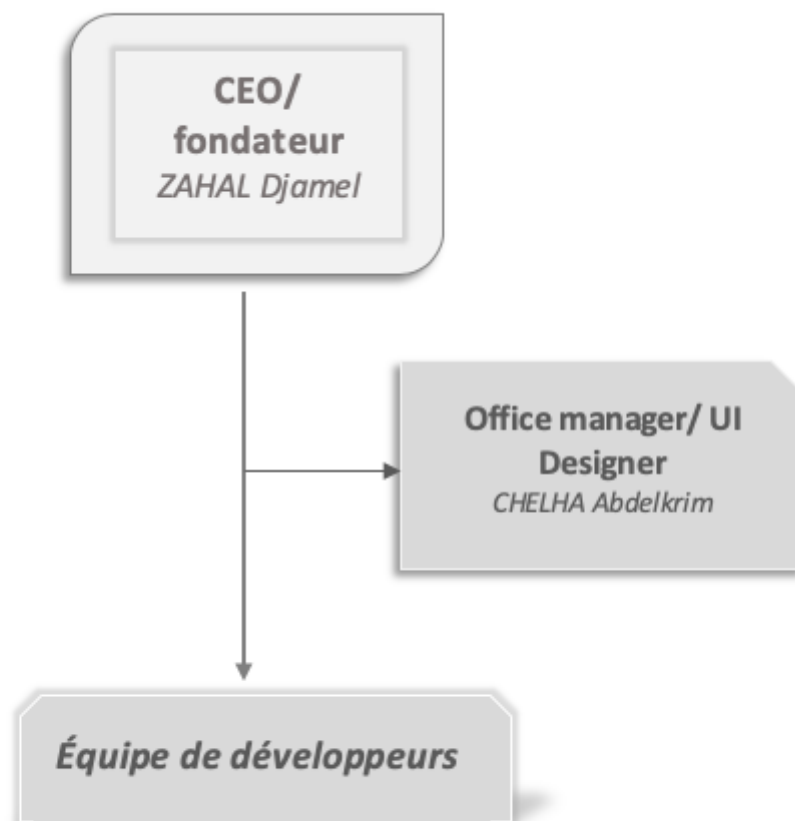 CEO/
fondateur
ZAHAL Djamel
Office manager/ UI
Designer
CHELHA Abdelkrim
Équipe de développeurs